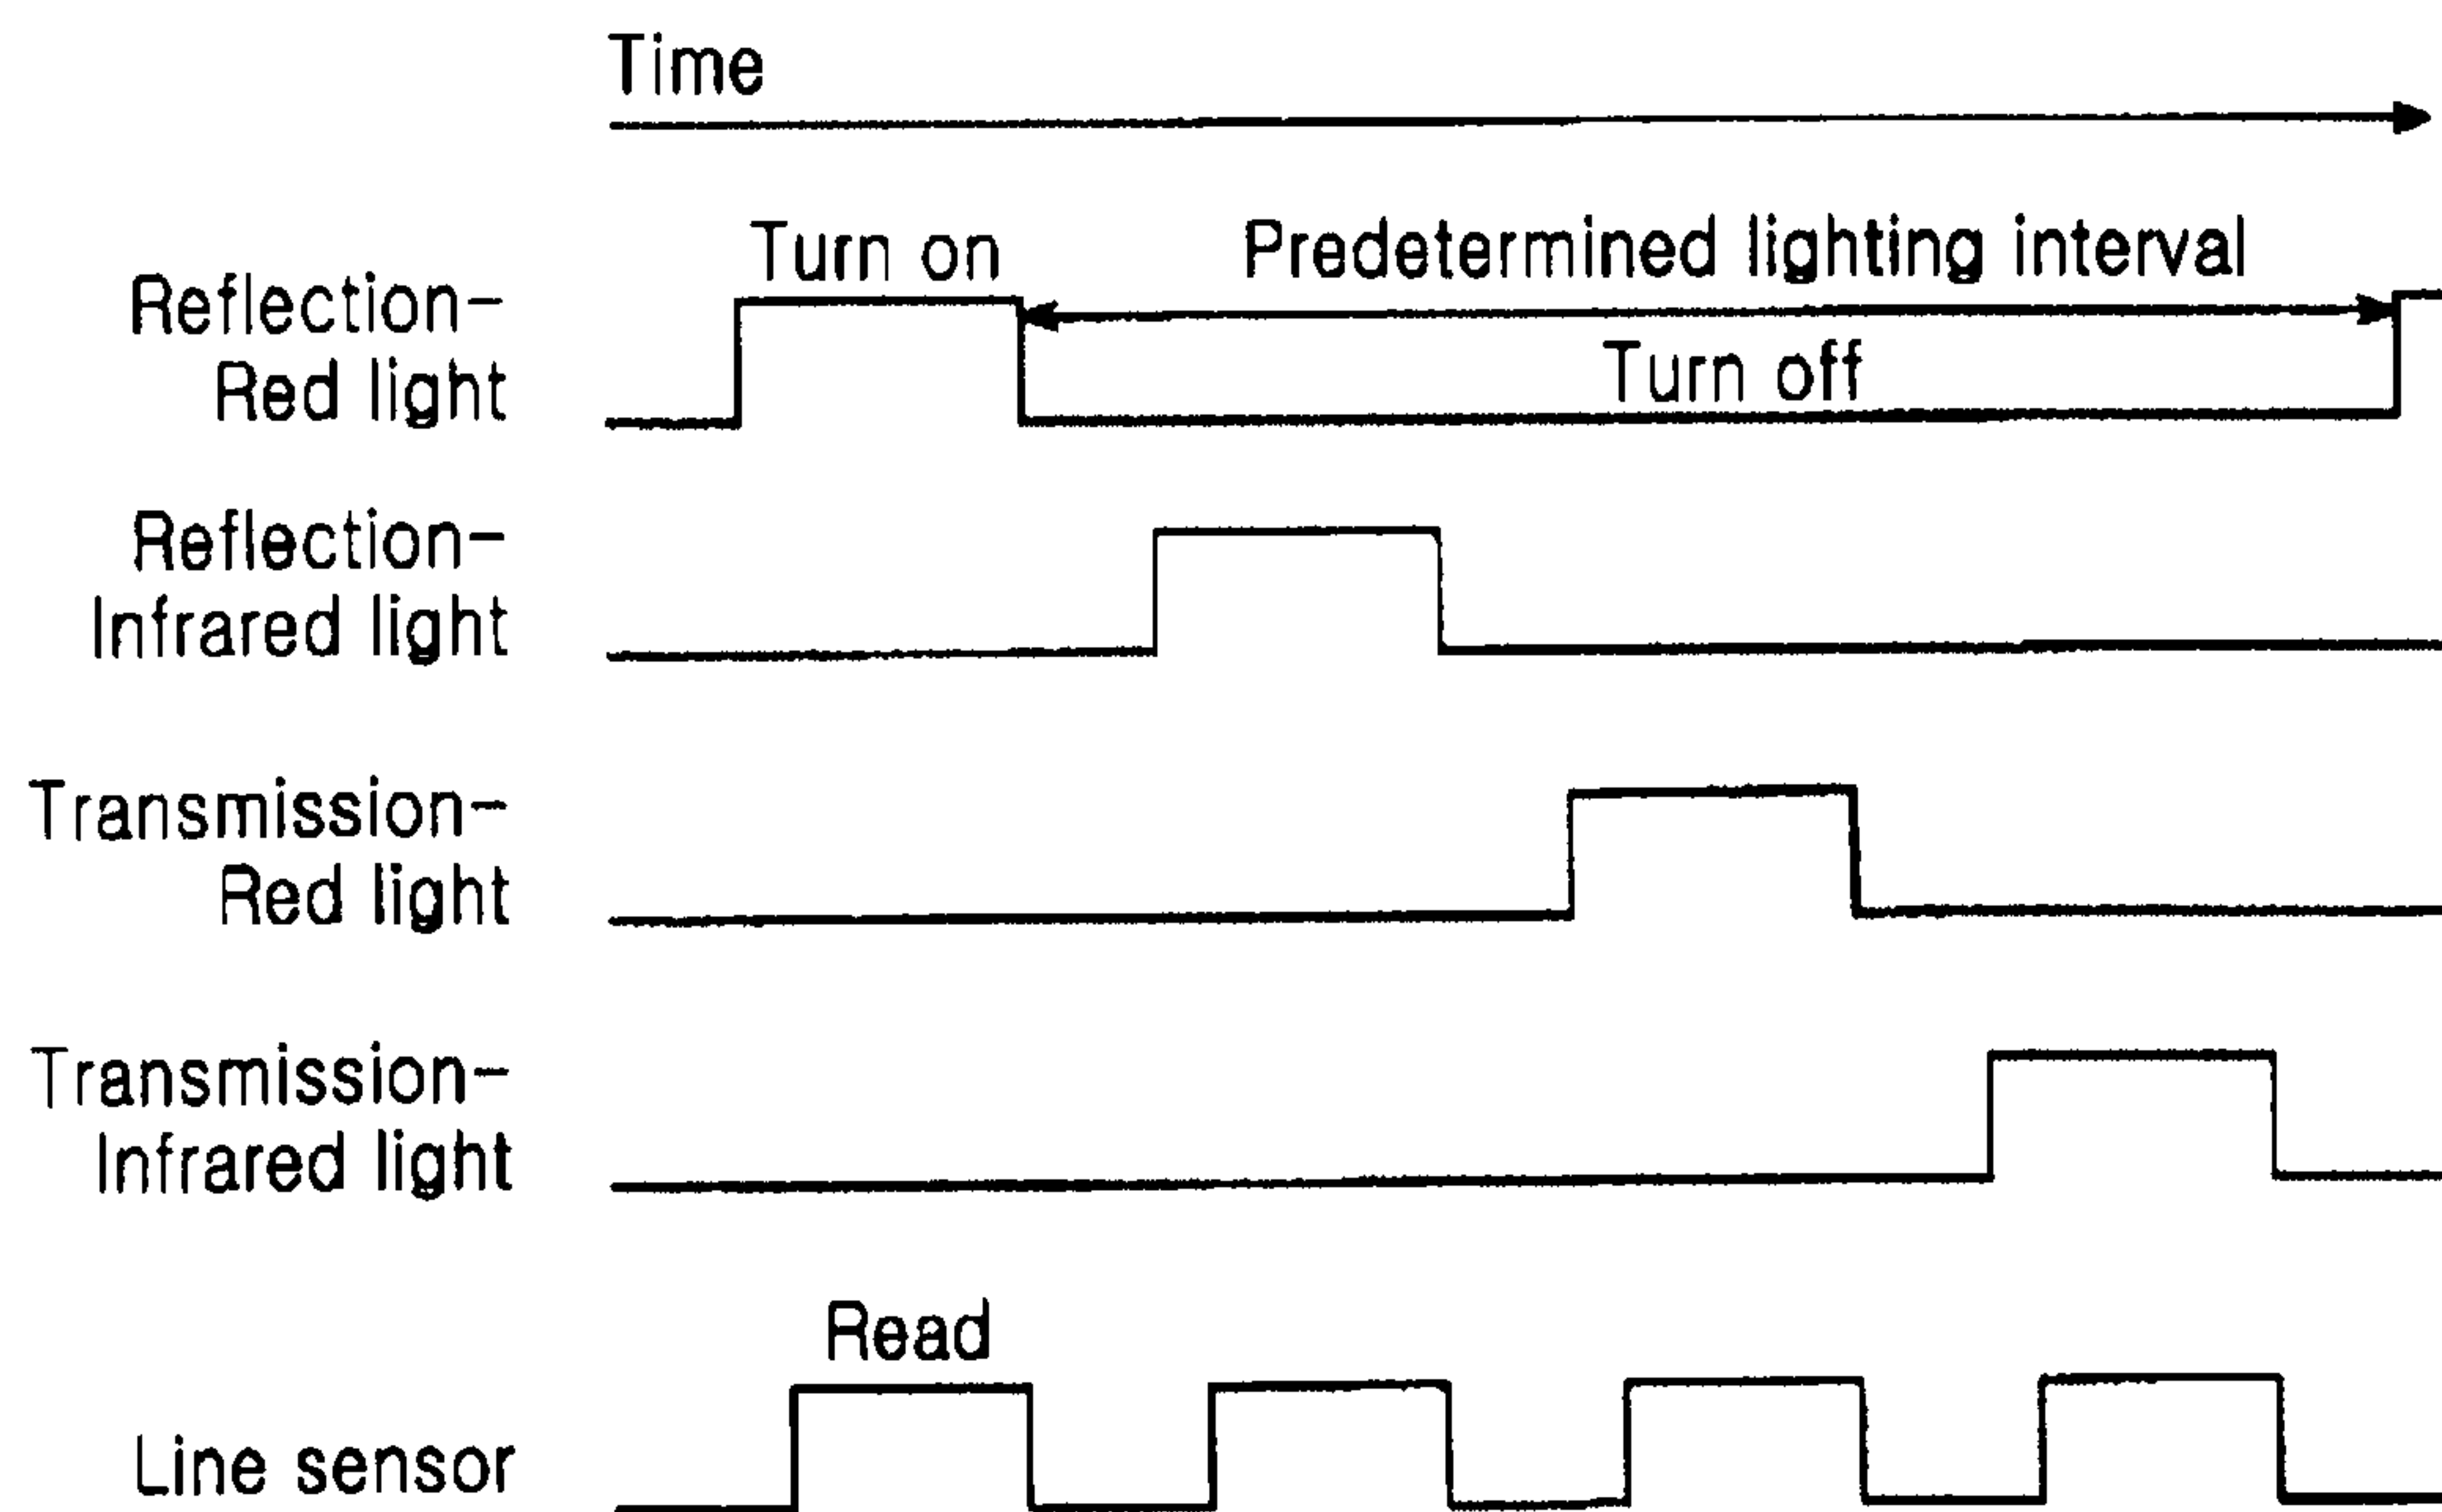 Time
Turn on
Predetermined lighting interval
Reflection-
Red light
Turn off
Reflection-
Infrared light
Transmission-
Red light
Transmission-
Infrared light
Read
Line sensor